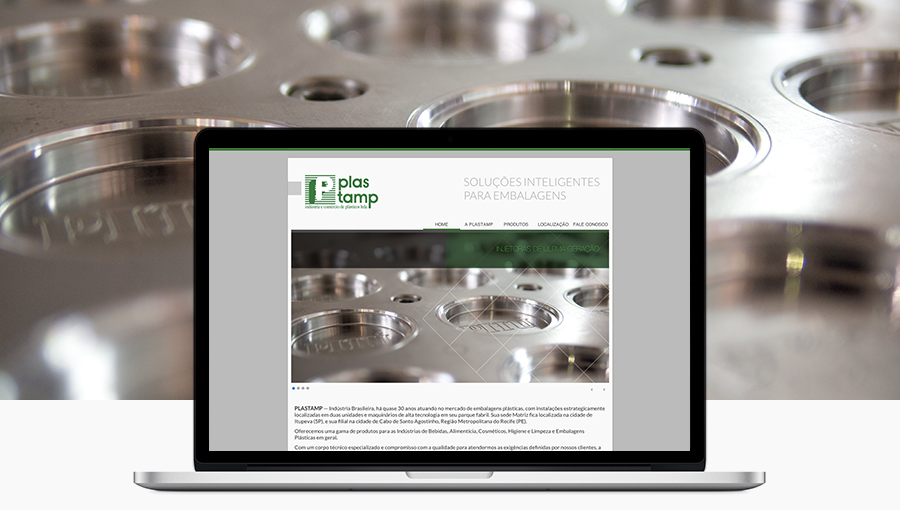 plas
tamp
indústria e comércio de plásticos ltda
SOLUÇÕES INTELIGENTES
PARA EMBALAGENS
HOME A PLASTAMP PRODUTOS LOCALIZAÇÃO FALE CONOSCO
INJETORAS DE ÚLTIMA GERAÇÃO
PLASTAMP — Indústria Brasileira, há quase 30 anos atuando no mercado de embalagens plásticas, com instalações estrategicamente
localizadas em duas unidades e maquinários de alta tecnologia em seu parque fabril. Sua sede Matriz fica localizada na cidade de
Itupeva (SP), e sua filial na cidade de Cabo de Santo Agostinho, Região Metropolitana do Recife (PE).
Oferecemos uma gama de produtos para as Indústrias de Bebidas, Alimentícia, Cosméticos, Higiene e Limpeza e Embalagens
Plásticas em geral.
Com um corpo técnico especializado e compromisso com a qualidade para atendermos as exigências definidas por nossos clientes, a